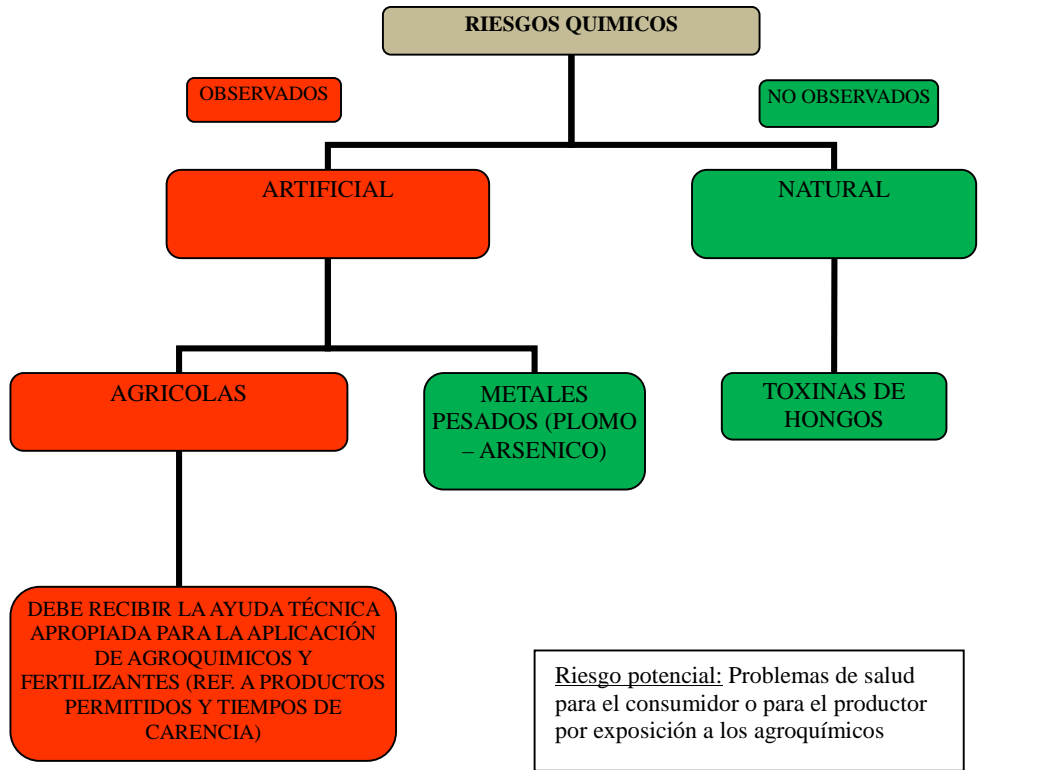 RIESGOS QUIMICOS
OBSERVADOS
NO OBSERVADOS
ARTIFICIAL
NATURAL
AGRICOLAS
METALES
PESADOS (PLOMO
– ARSENICO)
TOXINAS DE
HONGOS
DEBE RECIBIR LA AYUDA TÉCNICA
APROPIADA PARA LA APLICACIÓN
DE AGROQUIMICOS Y
FERTILIZANTES (REF. A PRODUCTOS
PERMITIDOS Y TIEMPOS DE
CARENCIA)
Riesgo potencial: Problemas de salud
para el consumidor o para el productor
por exposición a los agroquímicos